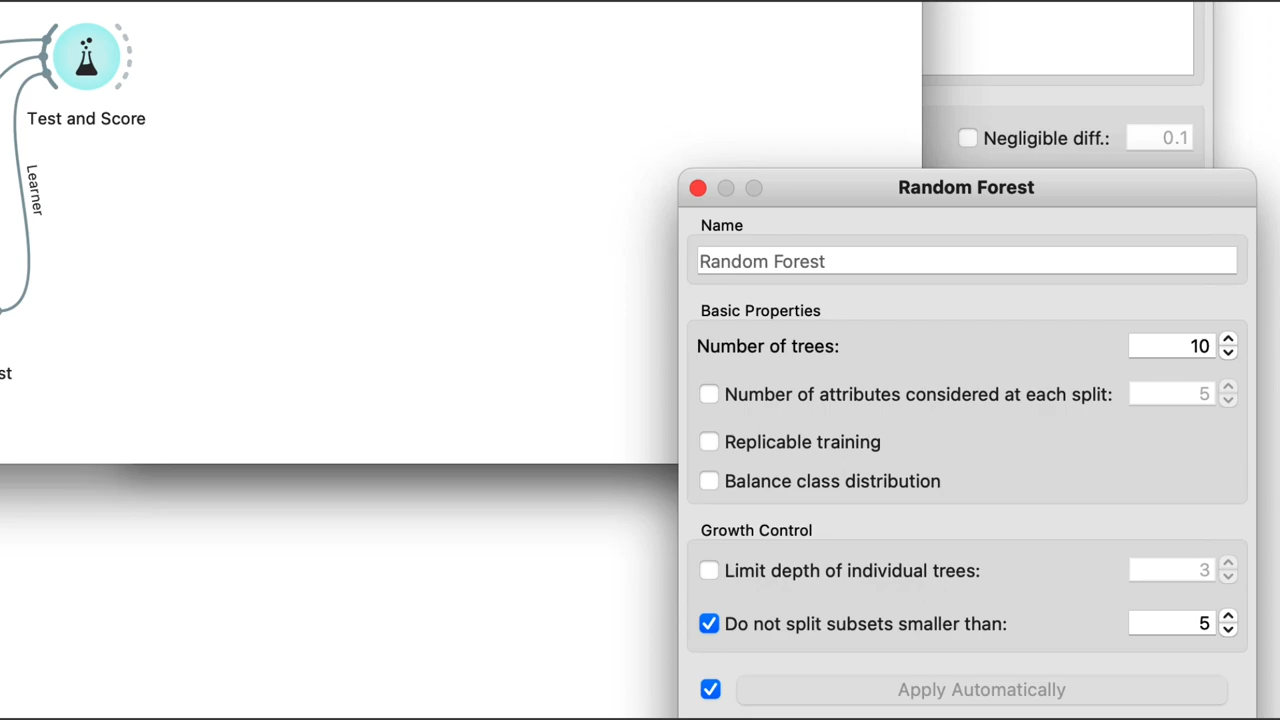 Test and Score
Learner
st
Negligible diff.: 0.1
Random Forest
Name
Random Forest
Basic Properties
Number of trees: 10
Number of attributes considered at each split: 5
Replicable training
Balance class distribution
Growth Control
Limit depth of individual trees: 3
Do not split subsets smaller than: 5
Apply Automatically